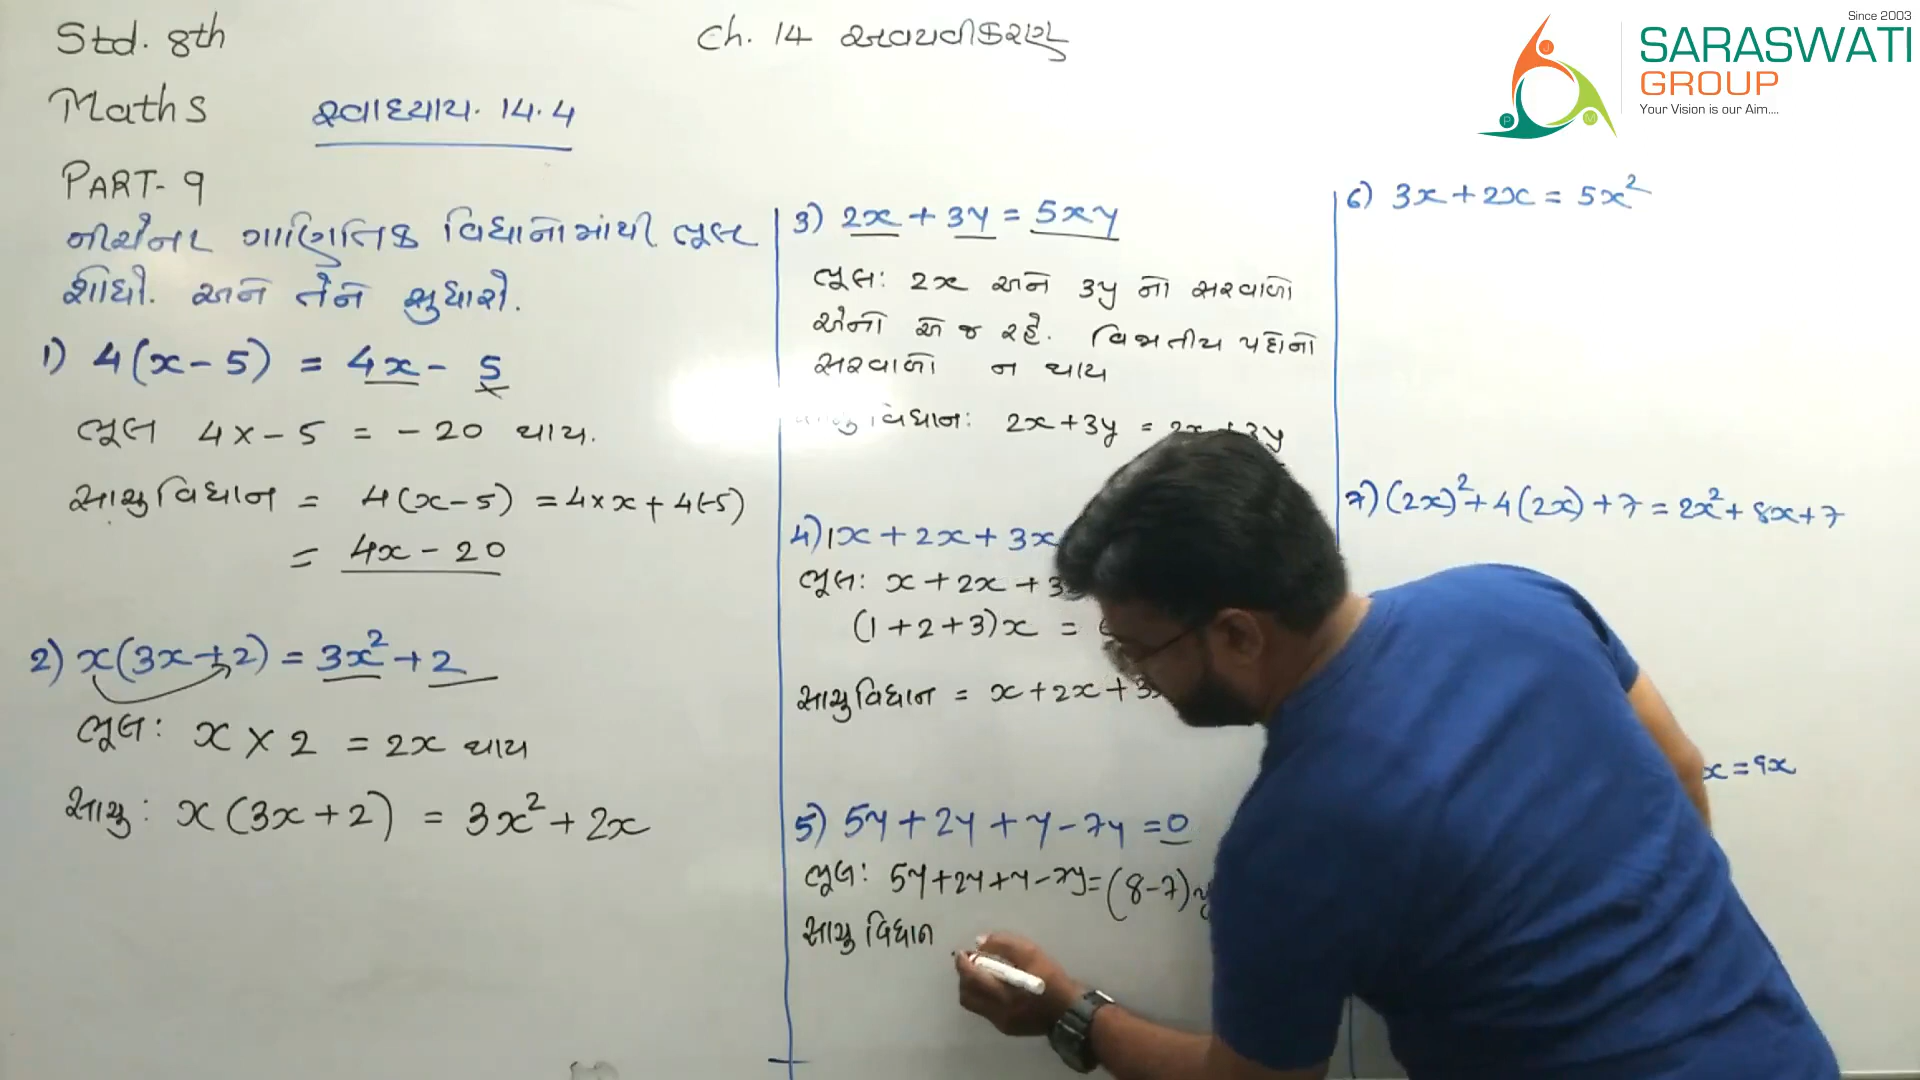 Std. 8th
Maths
PART- 9
Ch. 14 અવયવીકરણ
સ્વાધ્યાય. 14.4
Since 2003
SARASWATI
GROUP
Your Vision is our Aim....
નીચેના ગાણિતિક વિધાનોમાંથી ભૂલ
શોધો. અને તેને સુધારો.
1) 4(x-5) = 4x - 5
ભૂલ 4x-5 = -20 થાય.
સાચુ વિધાન = 4(x-5) = 4×x+4(-5)
= 4x - 20
2) x(3x+2) = 3x² + 2
ભૂલ: x × 2 = 2x થાય
સાચુ: x(3x+2) = 3x² + 2x
3) 2x + 3y = 5xy
ભૂલ: 2x અને 3y નો સરવાળો
એનો એ જ રહે. વિજાતીય પદોનો
સરવાળો ન થાય
વિધાન: 2x+3y = 2x+3y
4) 1x + 2x + 3x
ભૂલ: x + 2x + 3
(1+2+3)x =
સાચુ વિધાન = x + 2x + 3x
5) 5y + 2y + y - 7y = 0
ભૂલ: 5y+2y+y-7y=(8-7)y
સાચુ વિધાન
6) 3x + 2x = 5x²
7) (2x)² + 4(2x) + 7 = 2x² + 8x + 7
x = 9x